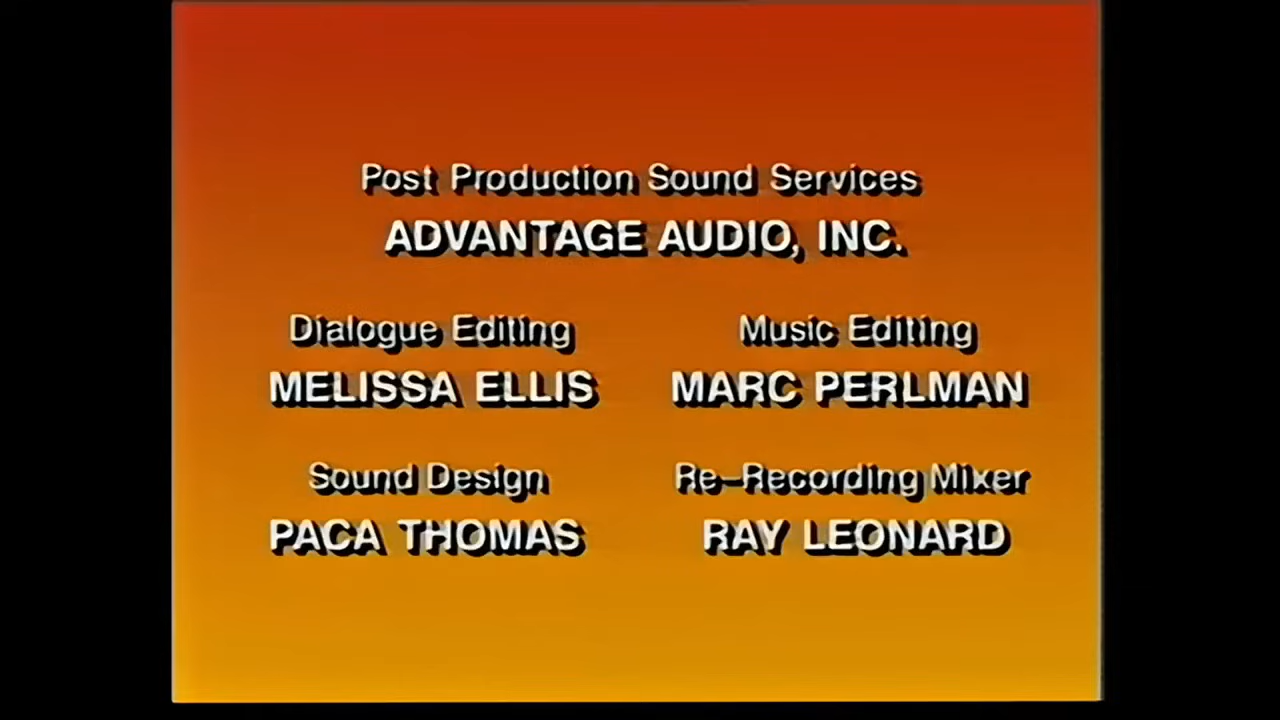 Post Production Sound Services
ADVANTAGE AUDIO, INC.
Dialogue Editing
MELISSA ELLIS
Music Editing
MARC PERLMAN
Sound Design
PACA THOMAS
Re-Recording Mixer
RAY LEONARD